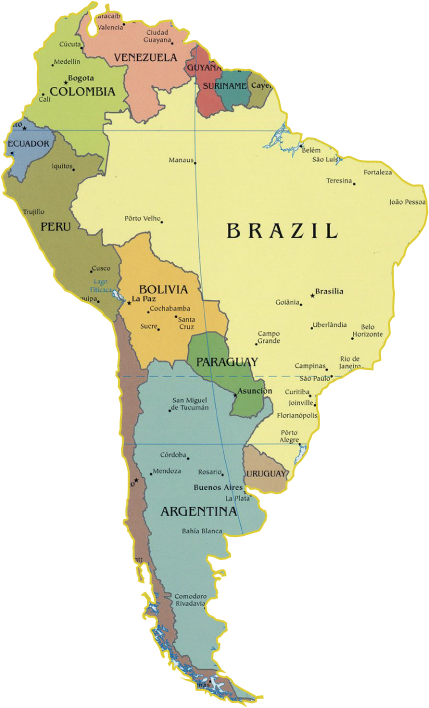 aracaib
Valencia
Ciudad
Guayana
Cúcuta
VENEZUELA
Medellín
GUYANA
Bogota
SURINAME
Caye
Cali
COLOMBIA
to
ECUADOR
Belém
São Luís
Manaus
Iquitos
Teresina
Fortaleza
Trujillo
João Pessoa
Pôrto Velho
PERU
BRAZIL
Cusco
Lago
Titicaca
BOLIVIA
Brasília
quipa
La Paz
Goiânia
Cochabamba
Santa
Cruz
Sucre
Uberlândia
Belo
Horizonte
Campo
Grande
PARAGUAY
Rio de
Janeiro
Campinas
São Paulo
Asunción
Curitiba
San Miguel
de Tucumán
Joinville
Florianópolis
Pôrto
Alegre
Córdoba
Mendoza
Rosario
URUGUAY
o
Buenos Aires
La Plata
ARGENTINA
Bahía Blanca
Comodoro
Rivadavia